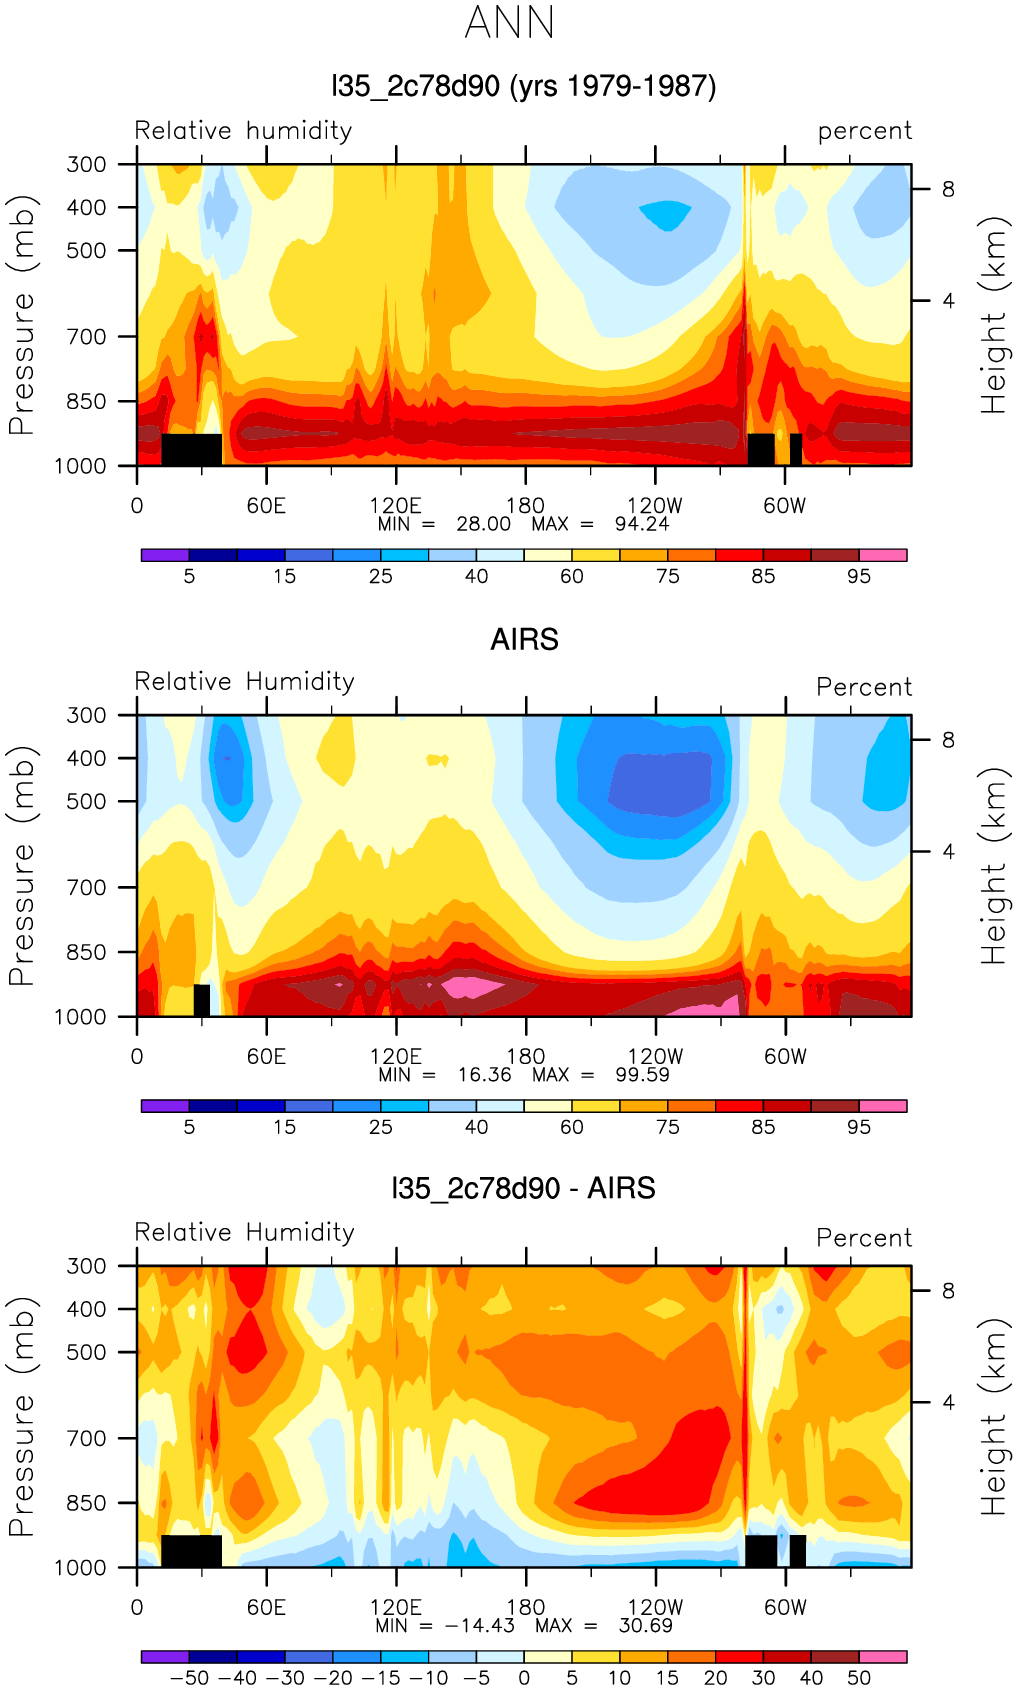 ANN
l35_2c78d90 (yrs 1979-1987)
Relative humidity percent
300
400
500
700
850
1000
Pressure (mb)
8
4
Height (km)
0 60E 120E 180 120W 60W
MIN = 28.00 MAX = 94.24
5 15 25 40 60 75 85 95
AIRS
Relative Humidity Percent
300
400
500
700
850
1000
Pressure (mb)
8
4
Height (km)
0 60E 120E 180 120W 60W
MIN = 16.36 MAX = 99.59
5 15 25 40 60 75 85 95
l35_2c78d90 - AIRS
Relative Humidity Percent
300
400
500
700
850
1000
Pressure (mb)
8
4
Height (km)
0 60E 120E 180 120W 60W
MIN = -14.43 MAX = 30.69
-50 -40 -30 -20 -15 -10 -5 0 5 10 15 20 30 40 50